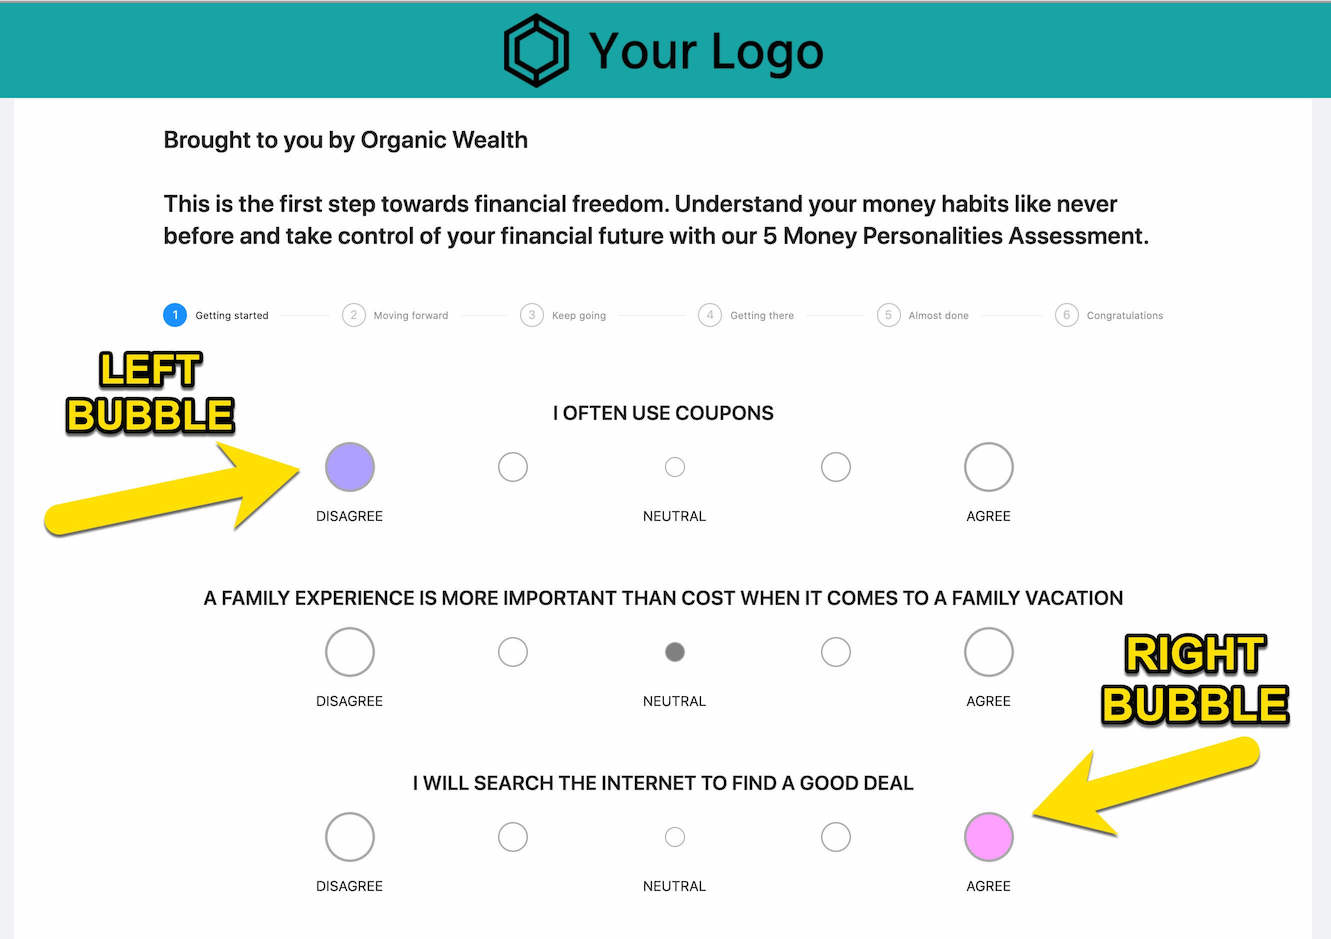 Your Logo
Brought to you by Organic Wealth
This is the first step towards financial freedom. Understand your money habits like never
before and take control of your financial future with our 5 Money Personalities Assessment.
1 Getting started 2 Moving forward 3 Keep going 4 Getting there 5 Almost done 6 Congratulations
LEFT
BUBBLE
I OFTEN USE COUPONS
DISAGREE NEUTRAL AGREE
A FAMILY EXPERIENCE IS MORE IMPORTANT THAN COST WHEN IT COMES TO A FAMILY VACATION
DISAGREE NEUTRAL AGREE
RIGHT
BUBBLE
I WILL SEARCH THE INTERNET TO FIND A GOOD DEAL
DISAGREE NEUTRAL AGREE